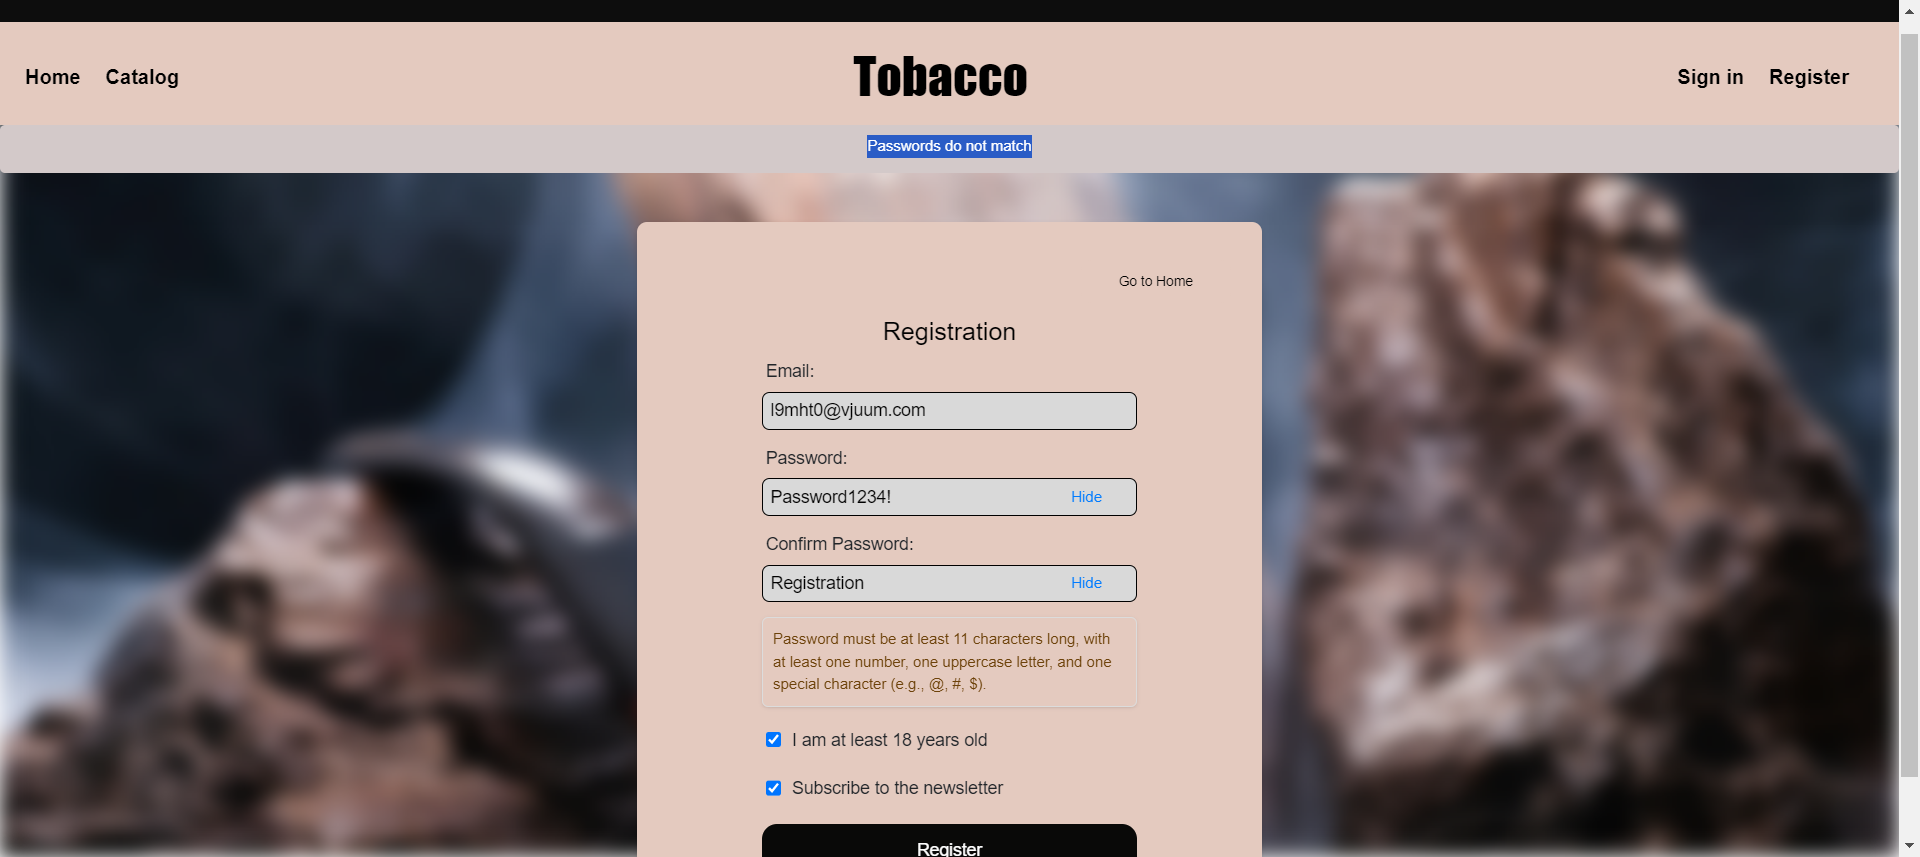 Home Catalog Tobacco Sign in Register
Passwords do not match
Go to Home
Registration
Email:
l9mht0@vjuum.com
Password:
Password1234! Hide
Confirm Password:
Registration Hide
Password must be at least 11 characters long, with
at least one number, one uppercase letter, and one
special character (e.g., @, #, $).
I am at least 18 years old
Subscribe to the newsletter
Register